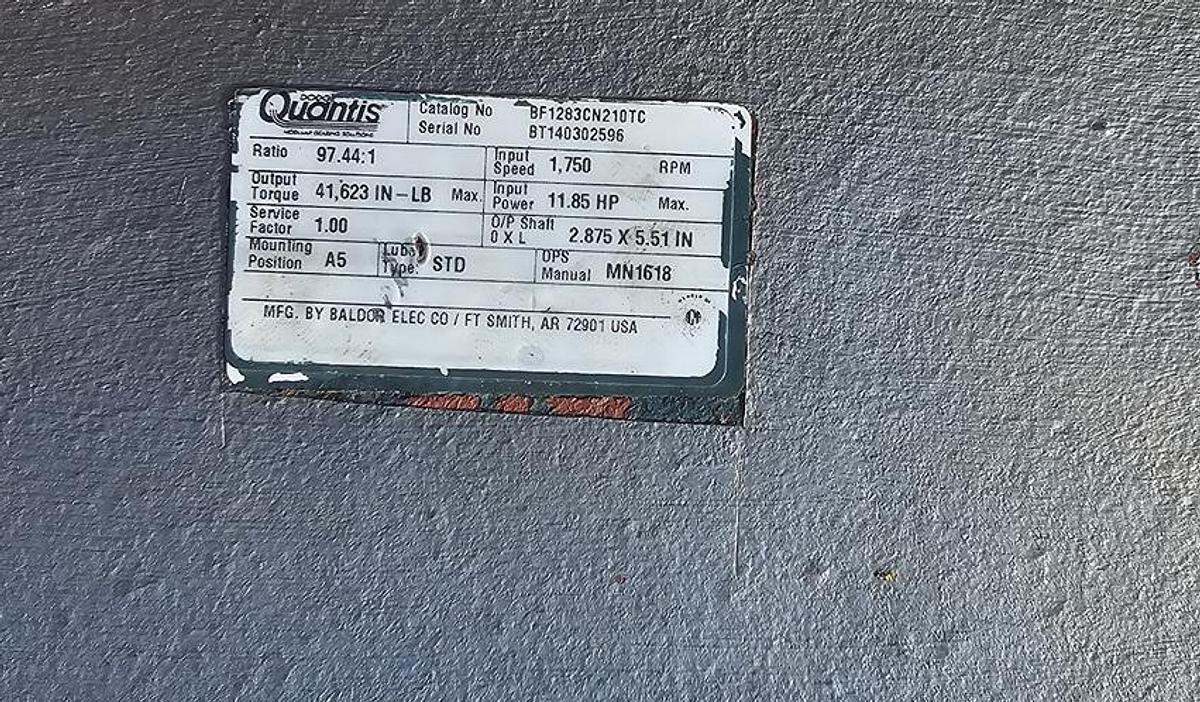 Quantis
MODULAR GEARING SOLUTIONS
Catalog No BF1283CN210TC
Serial No BT140302596
Ratio 97.44:1 Input Speed 1,750 RPM
Output Torque 41,623 IN-LB Max. Input Power 11.85 HP Max.
Service Factor 1.00 O/P Shaft O X L 2.875 X 5.51 IN
Mounting Position A5 Lube Type: STD OPS Manual MN1618
MFG. BY BALDOR ELEC CO / FT SMITH, AR 72901 USA